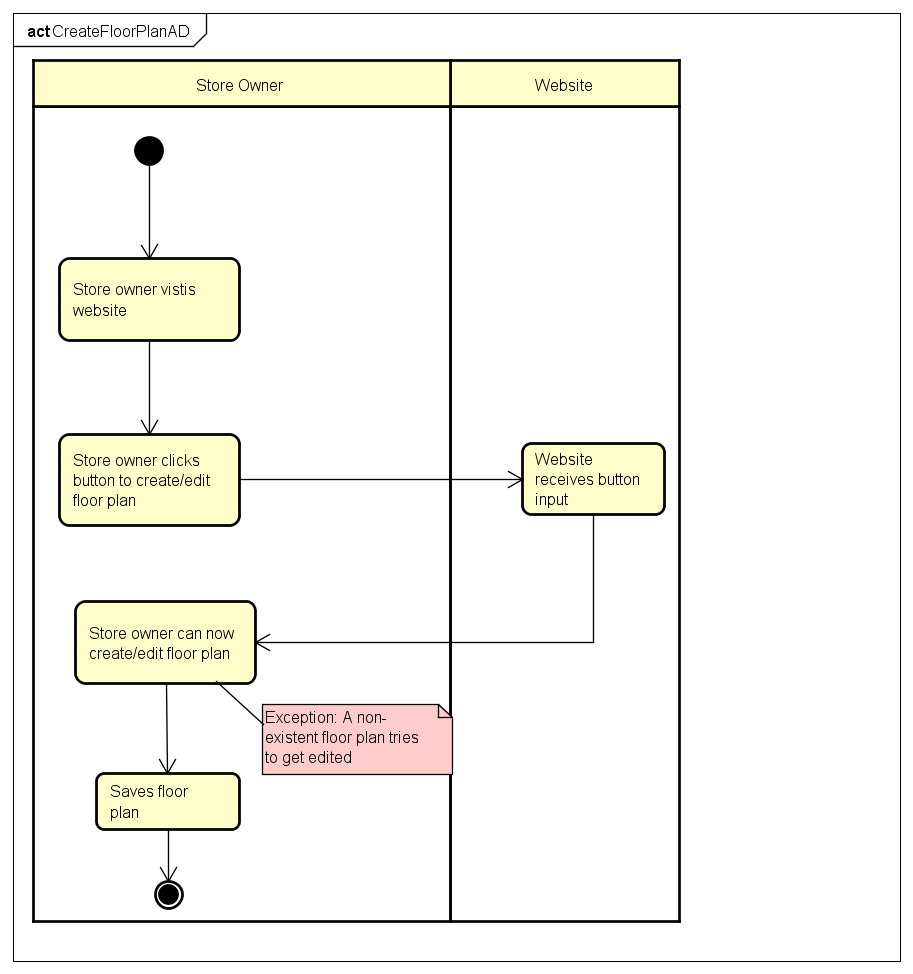 act CreateFloorPlanAD
Store Owner
Website
Store owner vistis
website
Store owner clicks
button to create/edit
floor plan
Website
receives button
input
Store owner can now
create/edit floor plan
Exception: A non-
existent floor plan tries
to get edited
Saves floor
plan